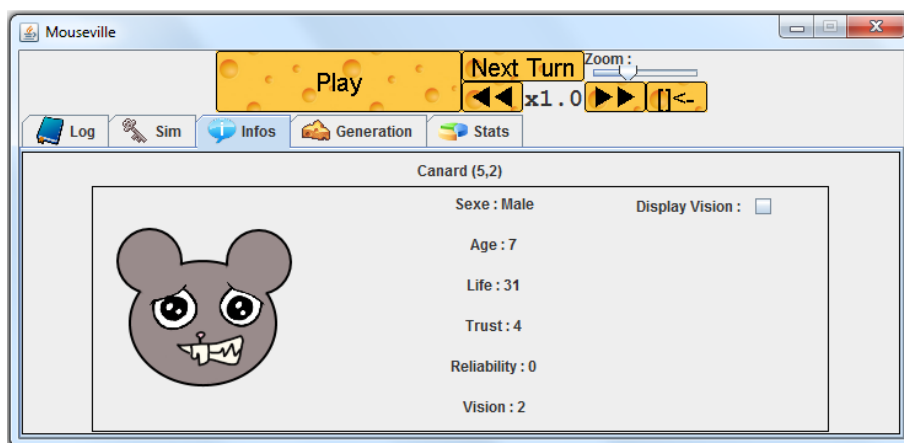 Mouseville
Play
Next Turn
Zoom :
◀◀ x1.0 ▶▶ []<-
Log Sim Infos Generation Stats
Canard (5,2)
Sexe : Male
Display Vision :
Age : 7
Life : 31
Trust : 4
Reliability : 0
Vision : 2